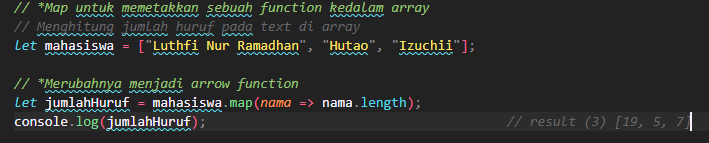 // *Map untuk memetakkan sebuah function kedalam array
// Menghitung jumlah huruf pada text di array
let mahasiswa = ["Luthfi Nur Ramadhan", "Hutao", "Izuchii"];
// *Merubahnya menjadi arrow function
let jumlahHuruf = mahasiswa.map(nama => nama.length);
console.log(jumlahHuruf); // result (3) [19, 5, 7]